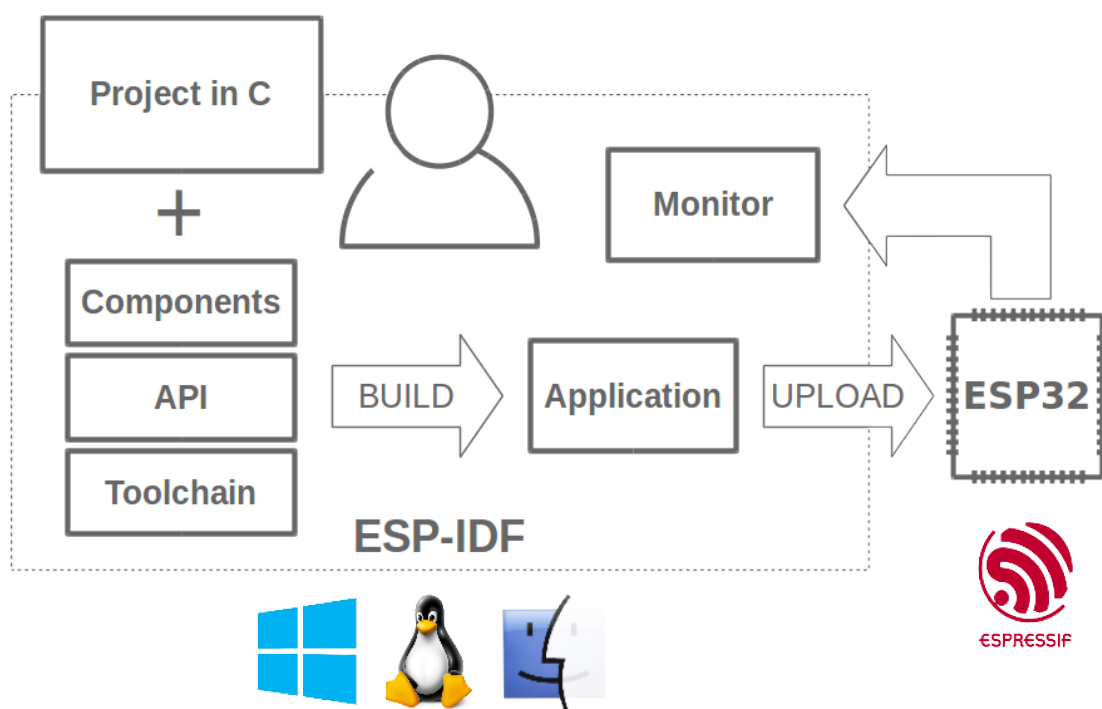 Project in C
+
Components
API
Toolchain
BUILD
Application
UPLOAD
Monitor
ESP32
ESP-IDF
ESPRESSIF